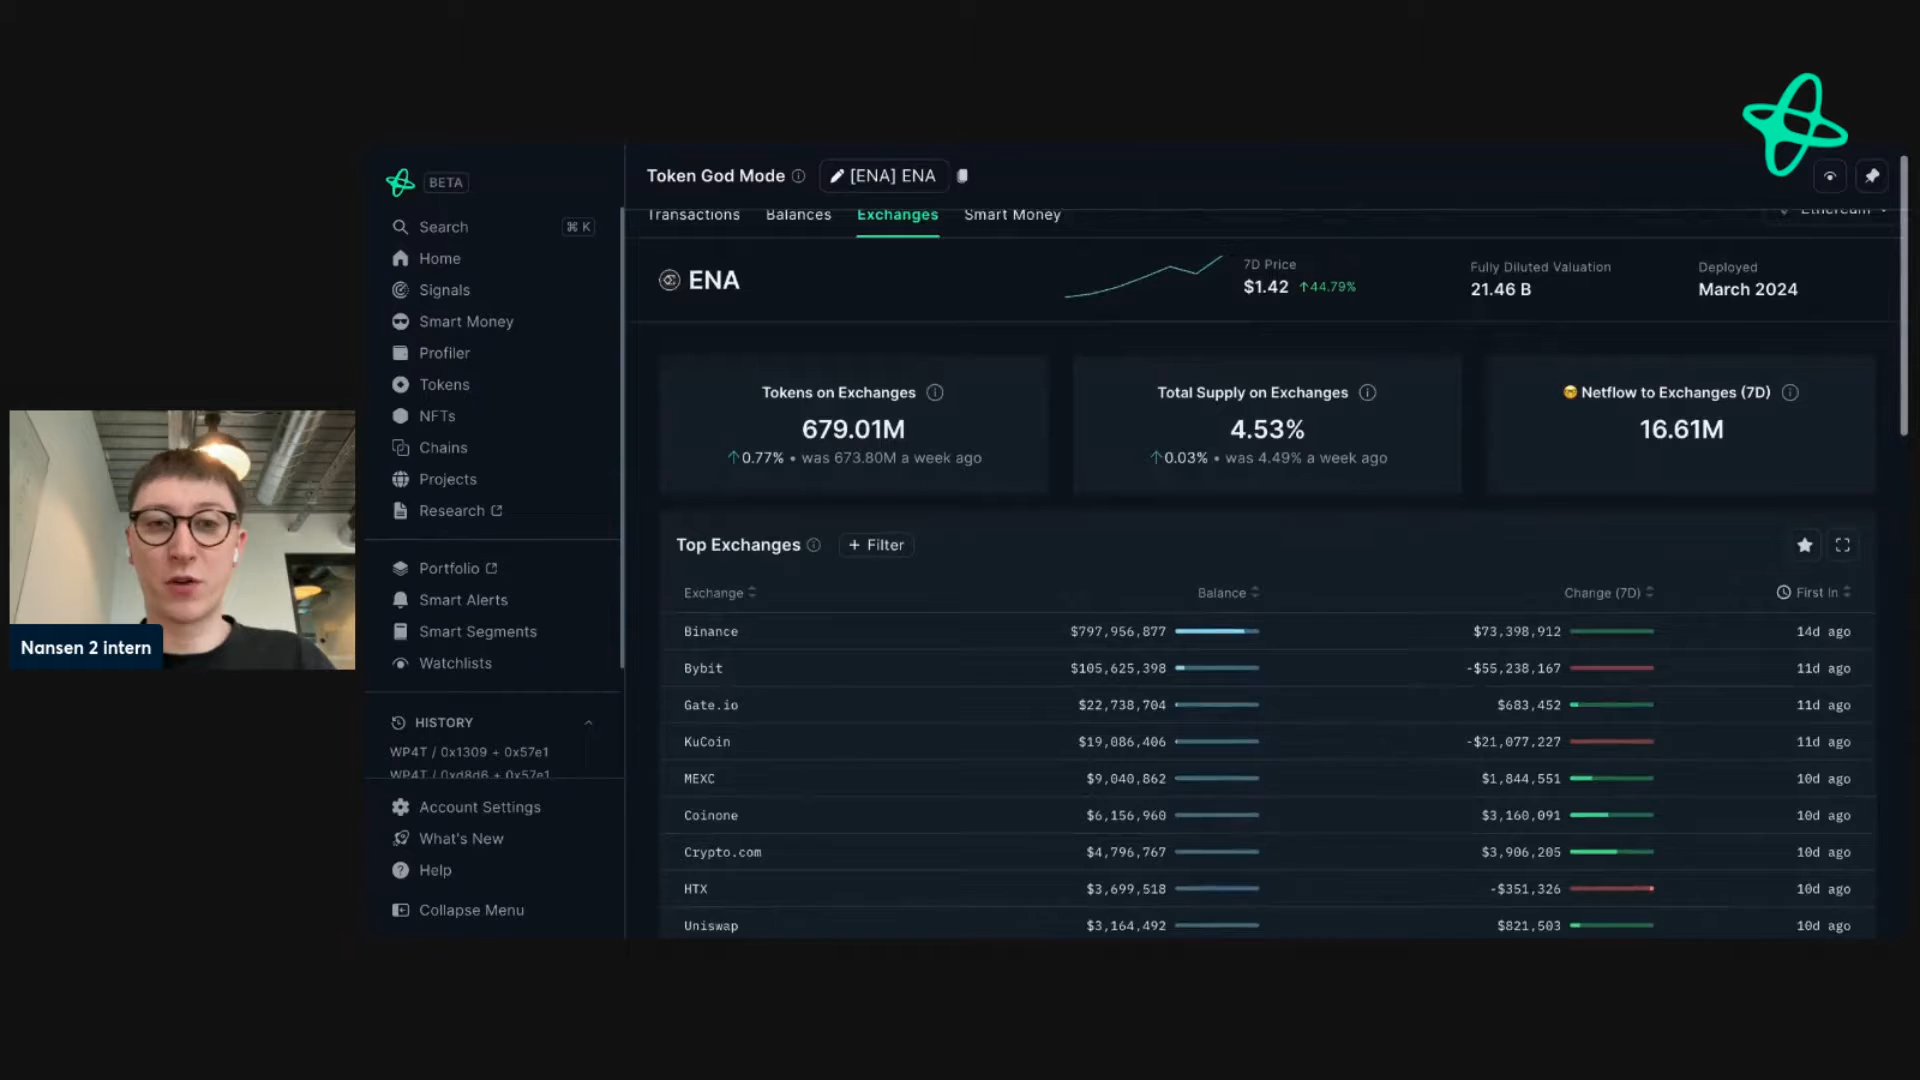 BETA
Search
⌘ K
Home
Signals
Smart Money
Profiler
Tokens
NFTs
Chains
Projects
Research
Portfolio
Smart Alerts
Smart Segments
Watchlists
HISTORY
WP4T / 0x1309 + 0x57e1
WP4T / 0xd8d6 + 0x57e1
Account Settings
What's New
Help
Collapse Menu
Token God Mode
[ENA] ENA
Transactions Balances Exchanges Smart Money
Ethereum
ENA
7D Price
$1.42 ↑44.79%
Fully Diluted Valuation
21.46 B
Deployed
March 2024
Tokens on Exchanges
679.01M
↑0.77% • was 673.80M a week ago
Total Supply on Exchanges
4.53%
↑0.03% • was 4.49% a week ago
Netflow to Exchanges (7D)
16.61M
Top Exchanges
+ Filter
Exchange Balance Change (7D) First In
Binance $797,956,877 $73,398,912 14d ago
Bybit $105,625,398 -$55,238,167 11d ago
Gate.io $22,738,704 $683,452 11d ago
KuCoin $19,086,406 -$21,077,227 11d ago
MEXC $9,040,862 $1,844,551 10d ago
Coinone $6,156,960 $3,160,091 10d ago
Crypto.com $4,796,767 $3,906,205 10d ago
HTX $3,699,518 -$351,326 10d ago
Uniswap $3,164,492 $821,503 10d ago
Nansen 2 intern